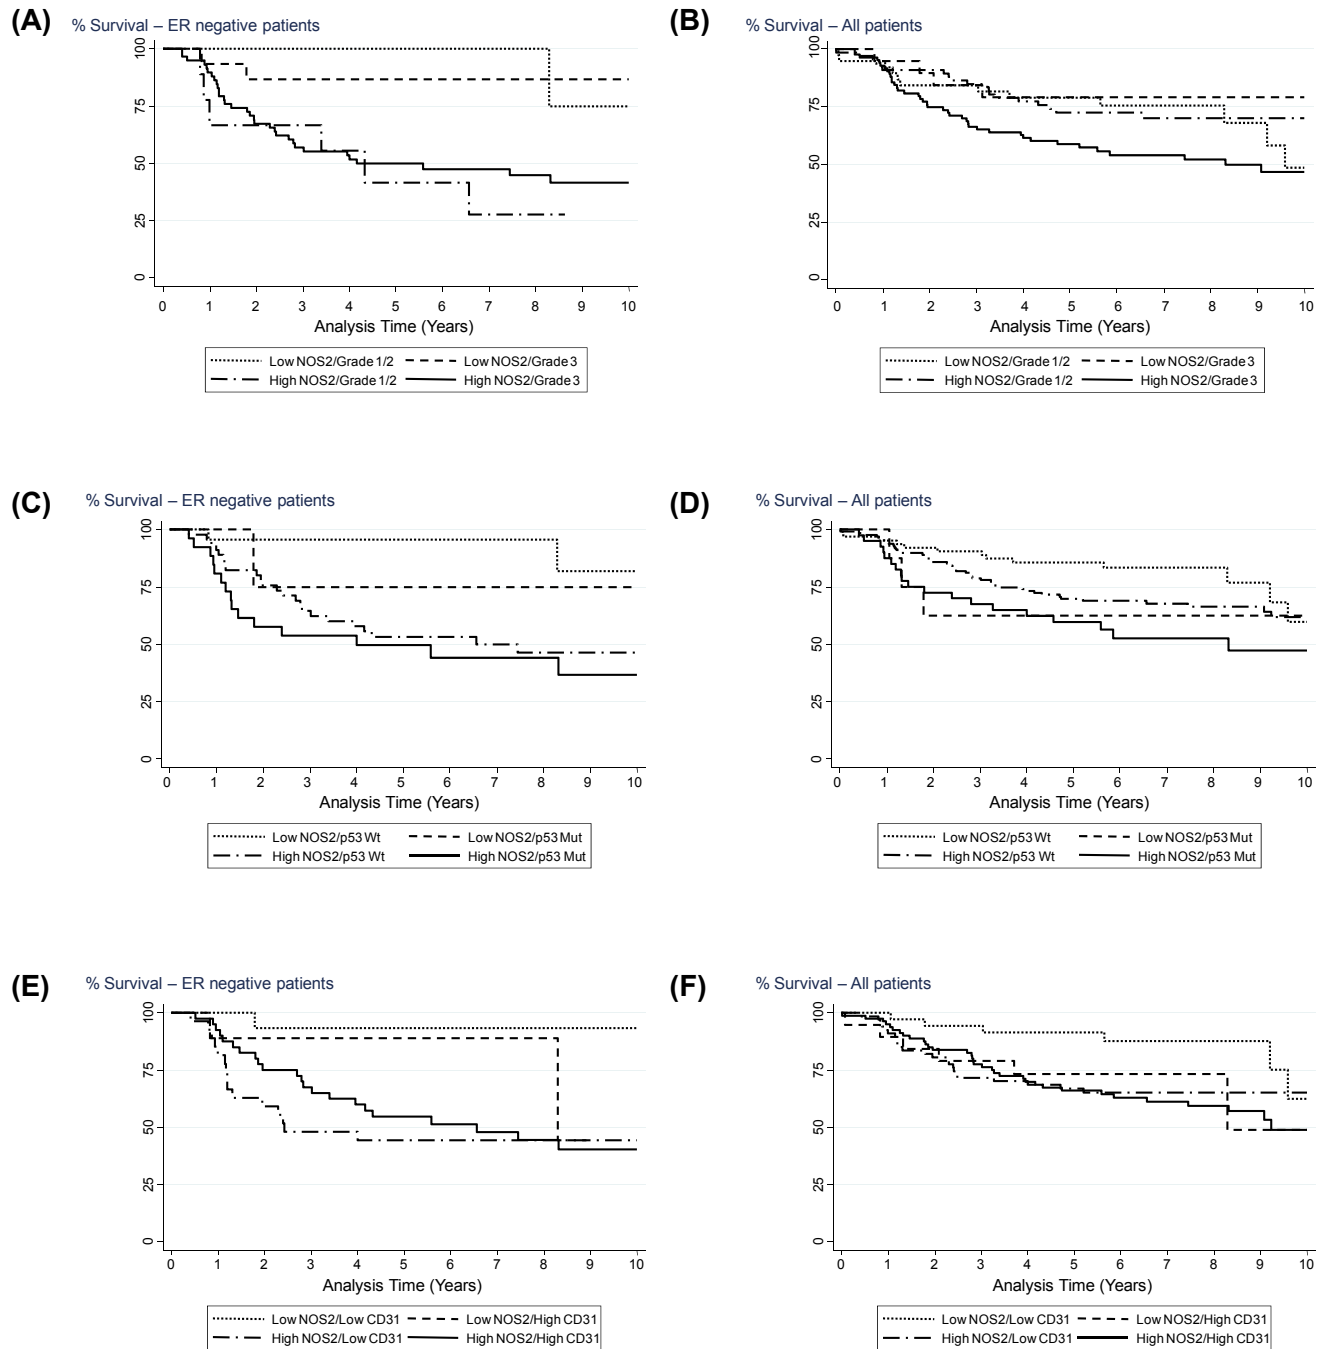 (A) % Survival – ER negative patients
100
75
50
25
0
0 1 2 3 4 5 6 7 8 9 10
Analysis Time (Years)
Low NOS2/Grade 1/2 Low NOS2/Grade 3
High NOS2/Grade 1/2 High NOS2/Grade 3
(B) % Survival – All patients
100
75
50
25
0
0 1 2 3 4 5 6 7 8 9 10
Analysis Time (Years)
Low NOS2/Grade 1/2 Low NOS2/Grade 3
High NOS2/Grade 1/2 High NOS2/Grade 3
(C) % Survival – ER negative patients
100
75
50
25
0
0 1 2 3 4 5 6 7 8 9 10
Analysis Time (Years)
Low NOS2/p53 Wt Low NOS2/p53 Mut
High NOS2/p53 Wt High NOS2/p53 Mut
(D) % Survival – All patients
100
75
50
25
0
0 1 2 3 4 5 6 7 8 9 10
Analysis Time (Years)
Low NOS2/p53 Wt Low NOS2/p53 Mut
High NOS2/p53 Wt High NOS2/p53 Mut
(E) % Survival – ER negative patients
100
75
50
25
0
0 1 2 3 4 5 6 7 8 9 10
Analysis Time (Years)
Low NOS2/Low CD31 Low NOS2/High CD31
High NOS2/Low CD31 High NOS2/High CD31
(F) % Survival – All patients
100
75
50
25
0
0 1 2 3 4 5 6 7 8 9 10
Analysis Time (Years)
Low NOS2/Low CD31 Low NOS2/High CD31
High NOS2/Low CD31 High NOS2/High CD31